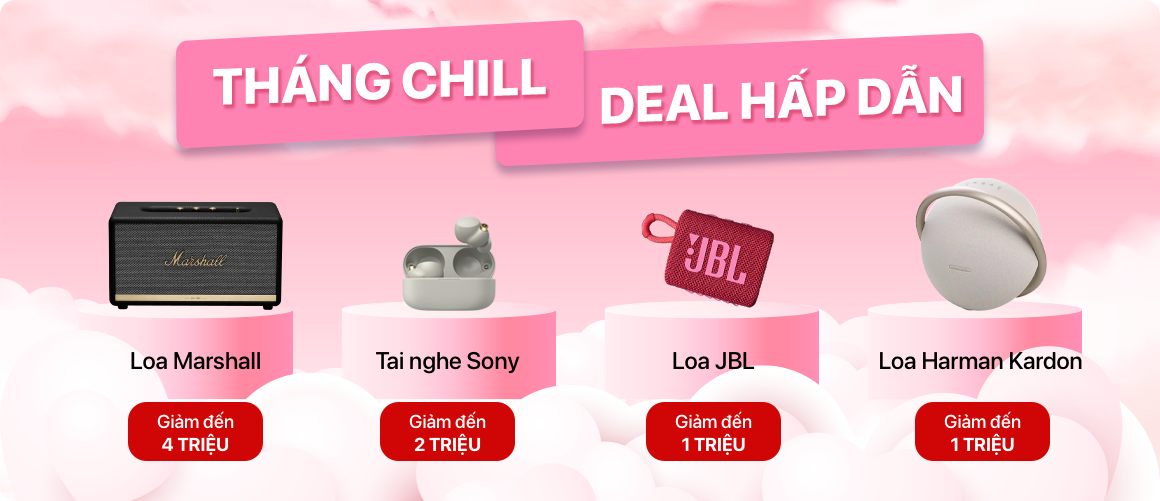 THÁNG CHILL
DEAL HẤP DẪN
Marshall
JBL
Loa Marshall
Tai nghe Sony
Loa JBL
Loa Harman Kardon
Giảm đến
4 TRIỆU
Giảm đến
2 TRIỆU
Giảm đến
1 TRIỆU
Giảm đến
1 TRIỆU